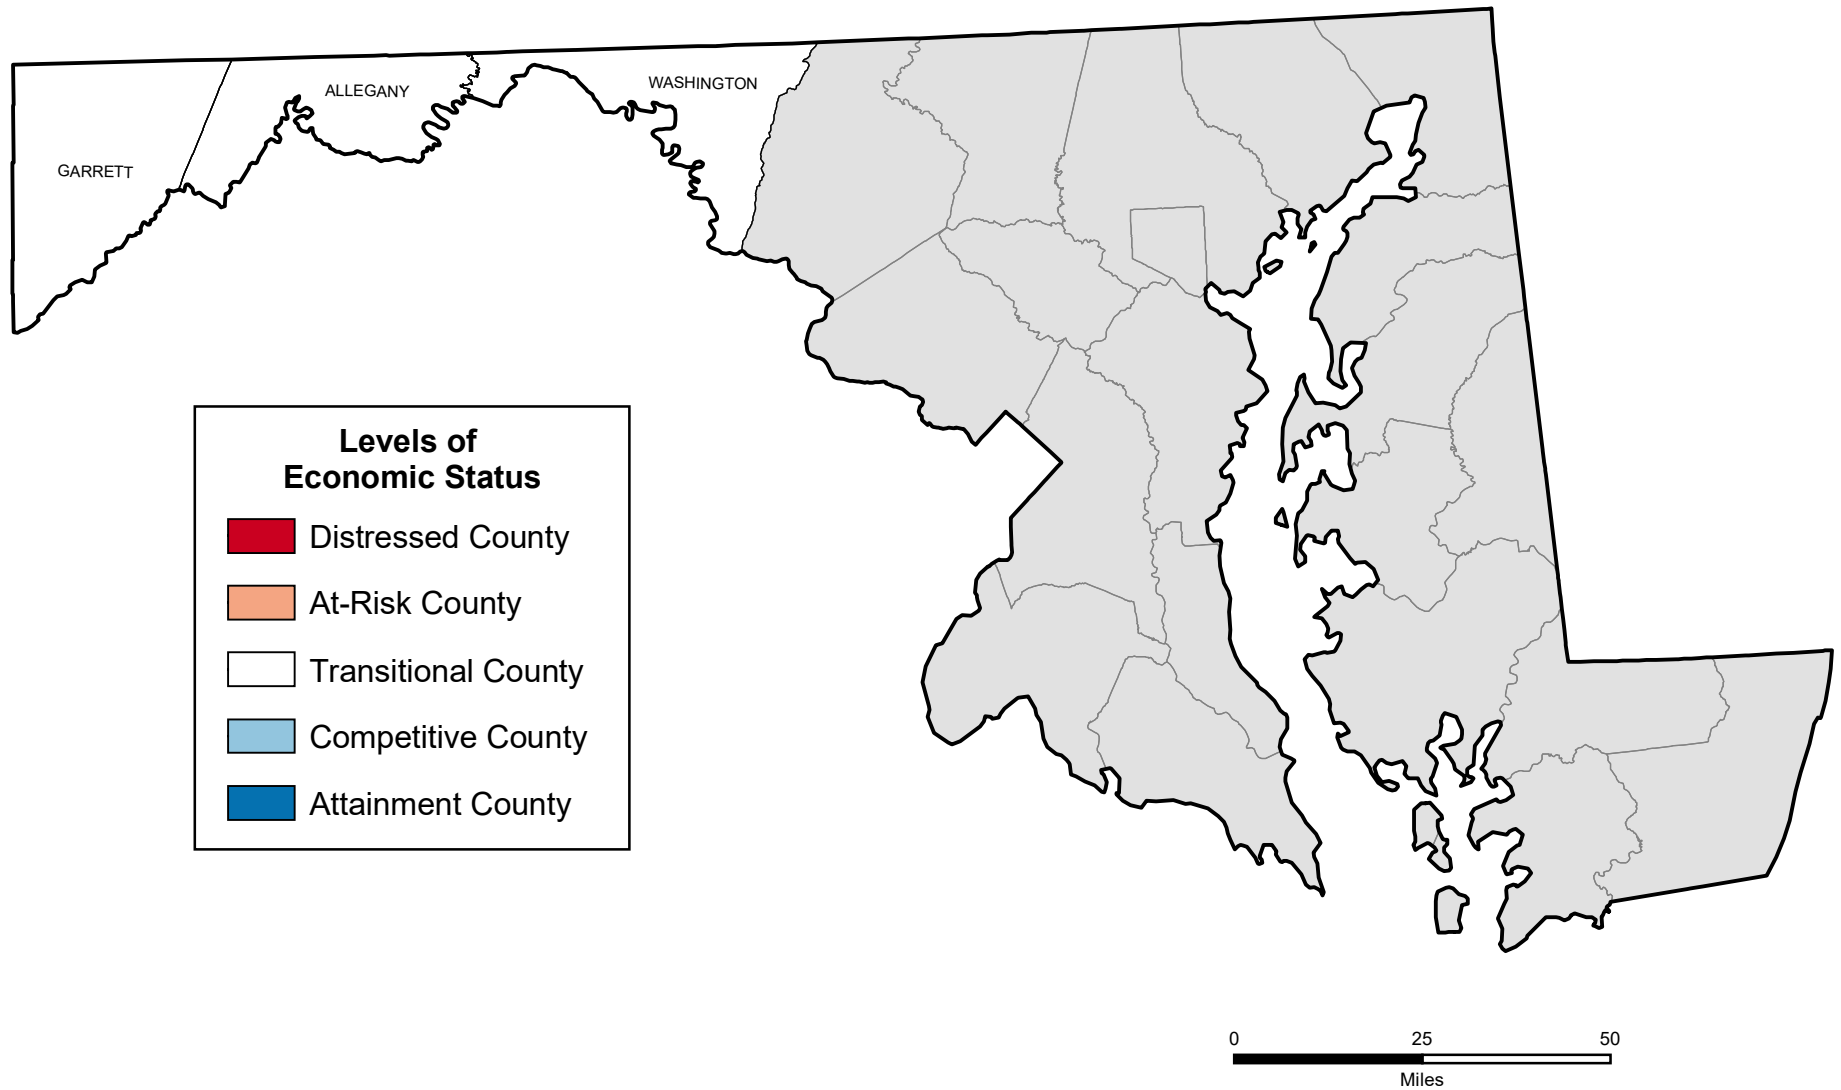 WASHINGTON
ALLEGANY
GARRETT
Levels of
Economic Status
Distressed County
At-Risk County
Transitional County
Competitive County
Attainment County
0 25 50
Miles